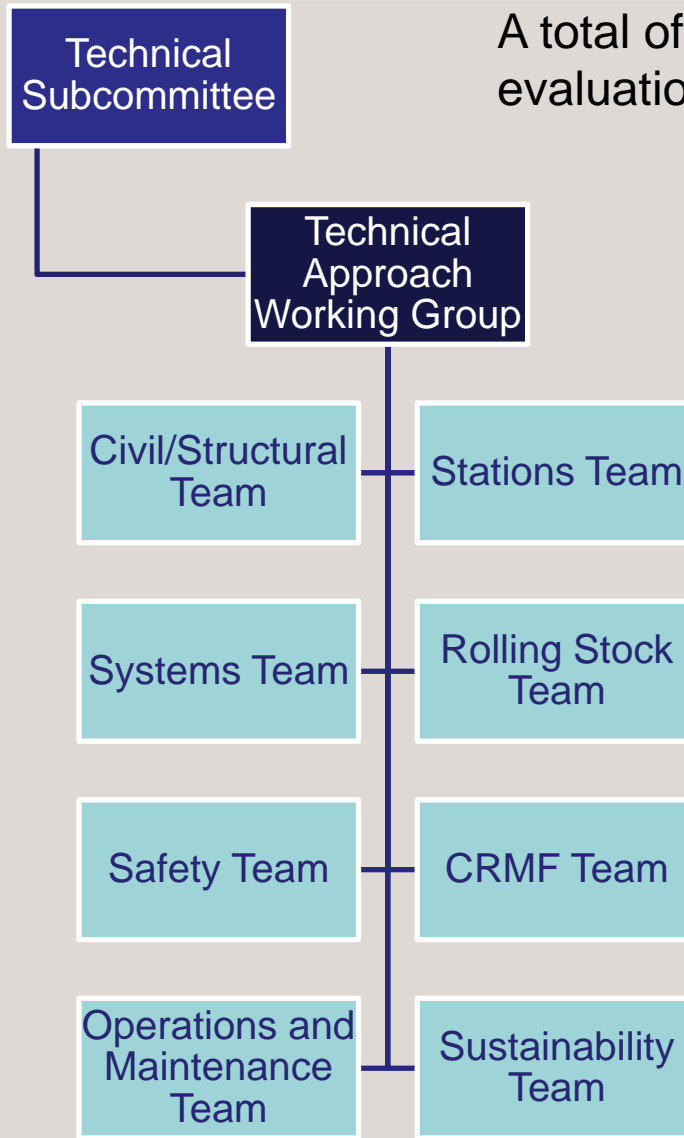 A total of
evaluatio
Technical
Subcommittee
Technical
Approach
Working Group
Civil/Structural
Team
Stations Team
Systems Team
Rolling Stock
Team
Safety Team
CRMF Team
Operations and
Maintenance
Team
Sustainability
Team